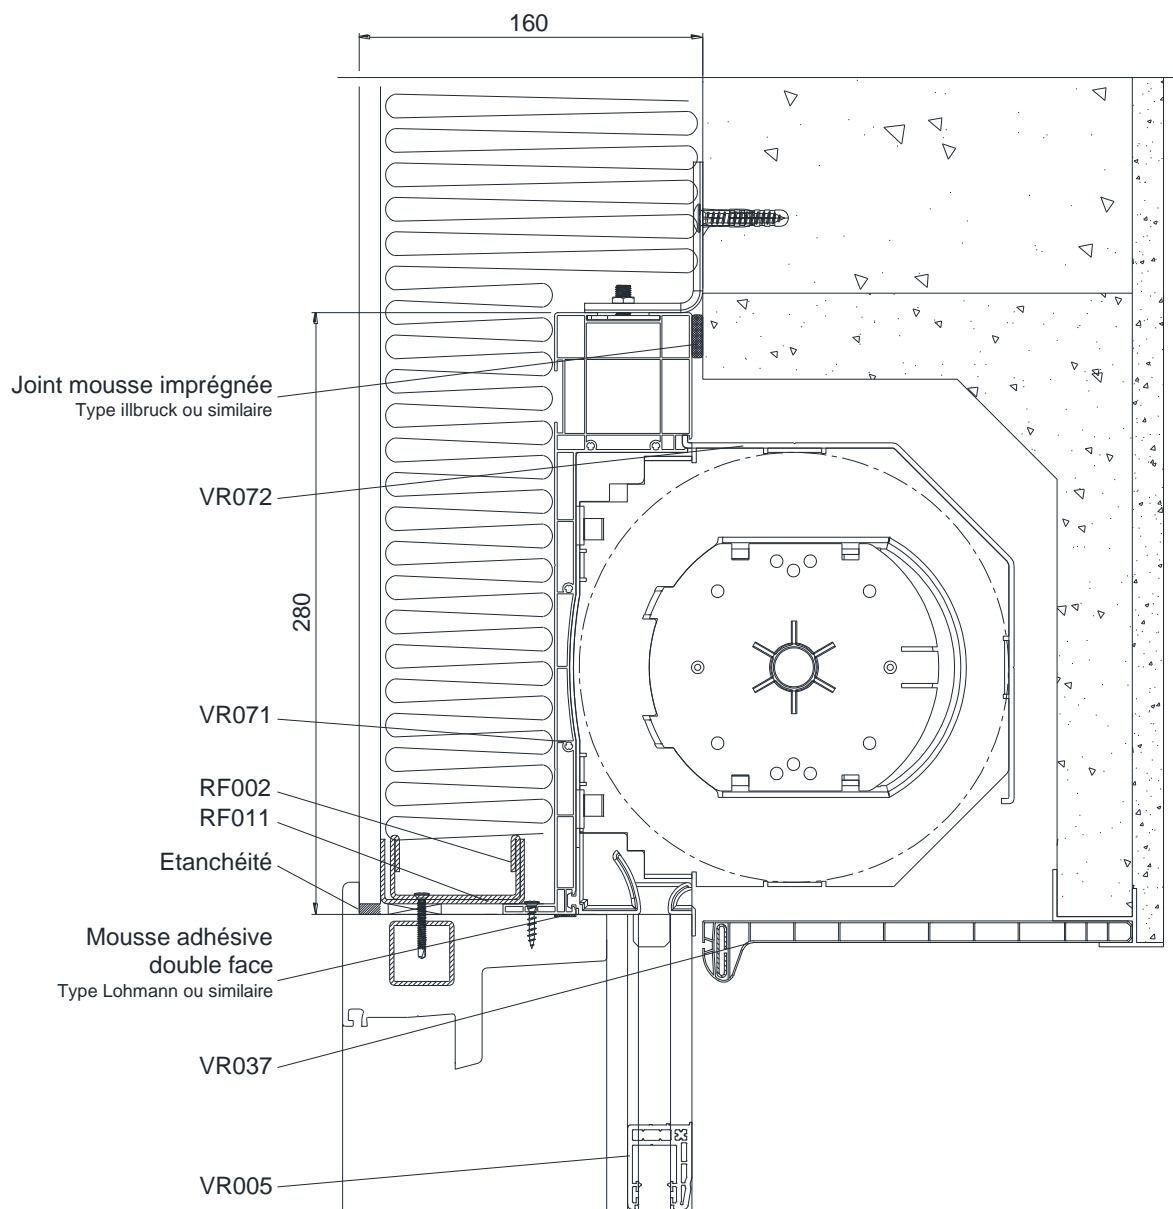 160
Joint mousse imprégnée
Type illbruck ou similaire
VR072
280
VR071
RF002
RF011
Etanchéité
Mousse adhésive
double face
Type Lohmann ou similaire
VR037
VR005